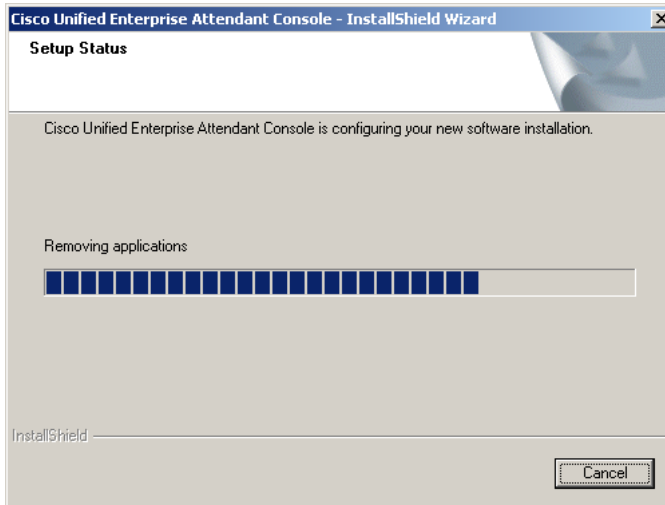 Cisco Unified Enterprise Attendant Console - InstallShield Wizard
Setup Status
Cisco Unified Enterprise Attendant Console is configuring your new software installation.
Removing applications
InstallShield
Cancel